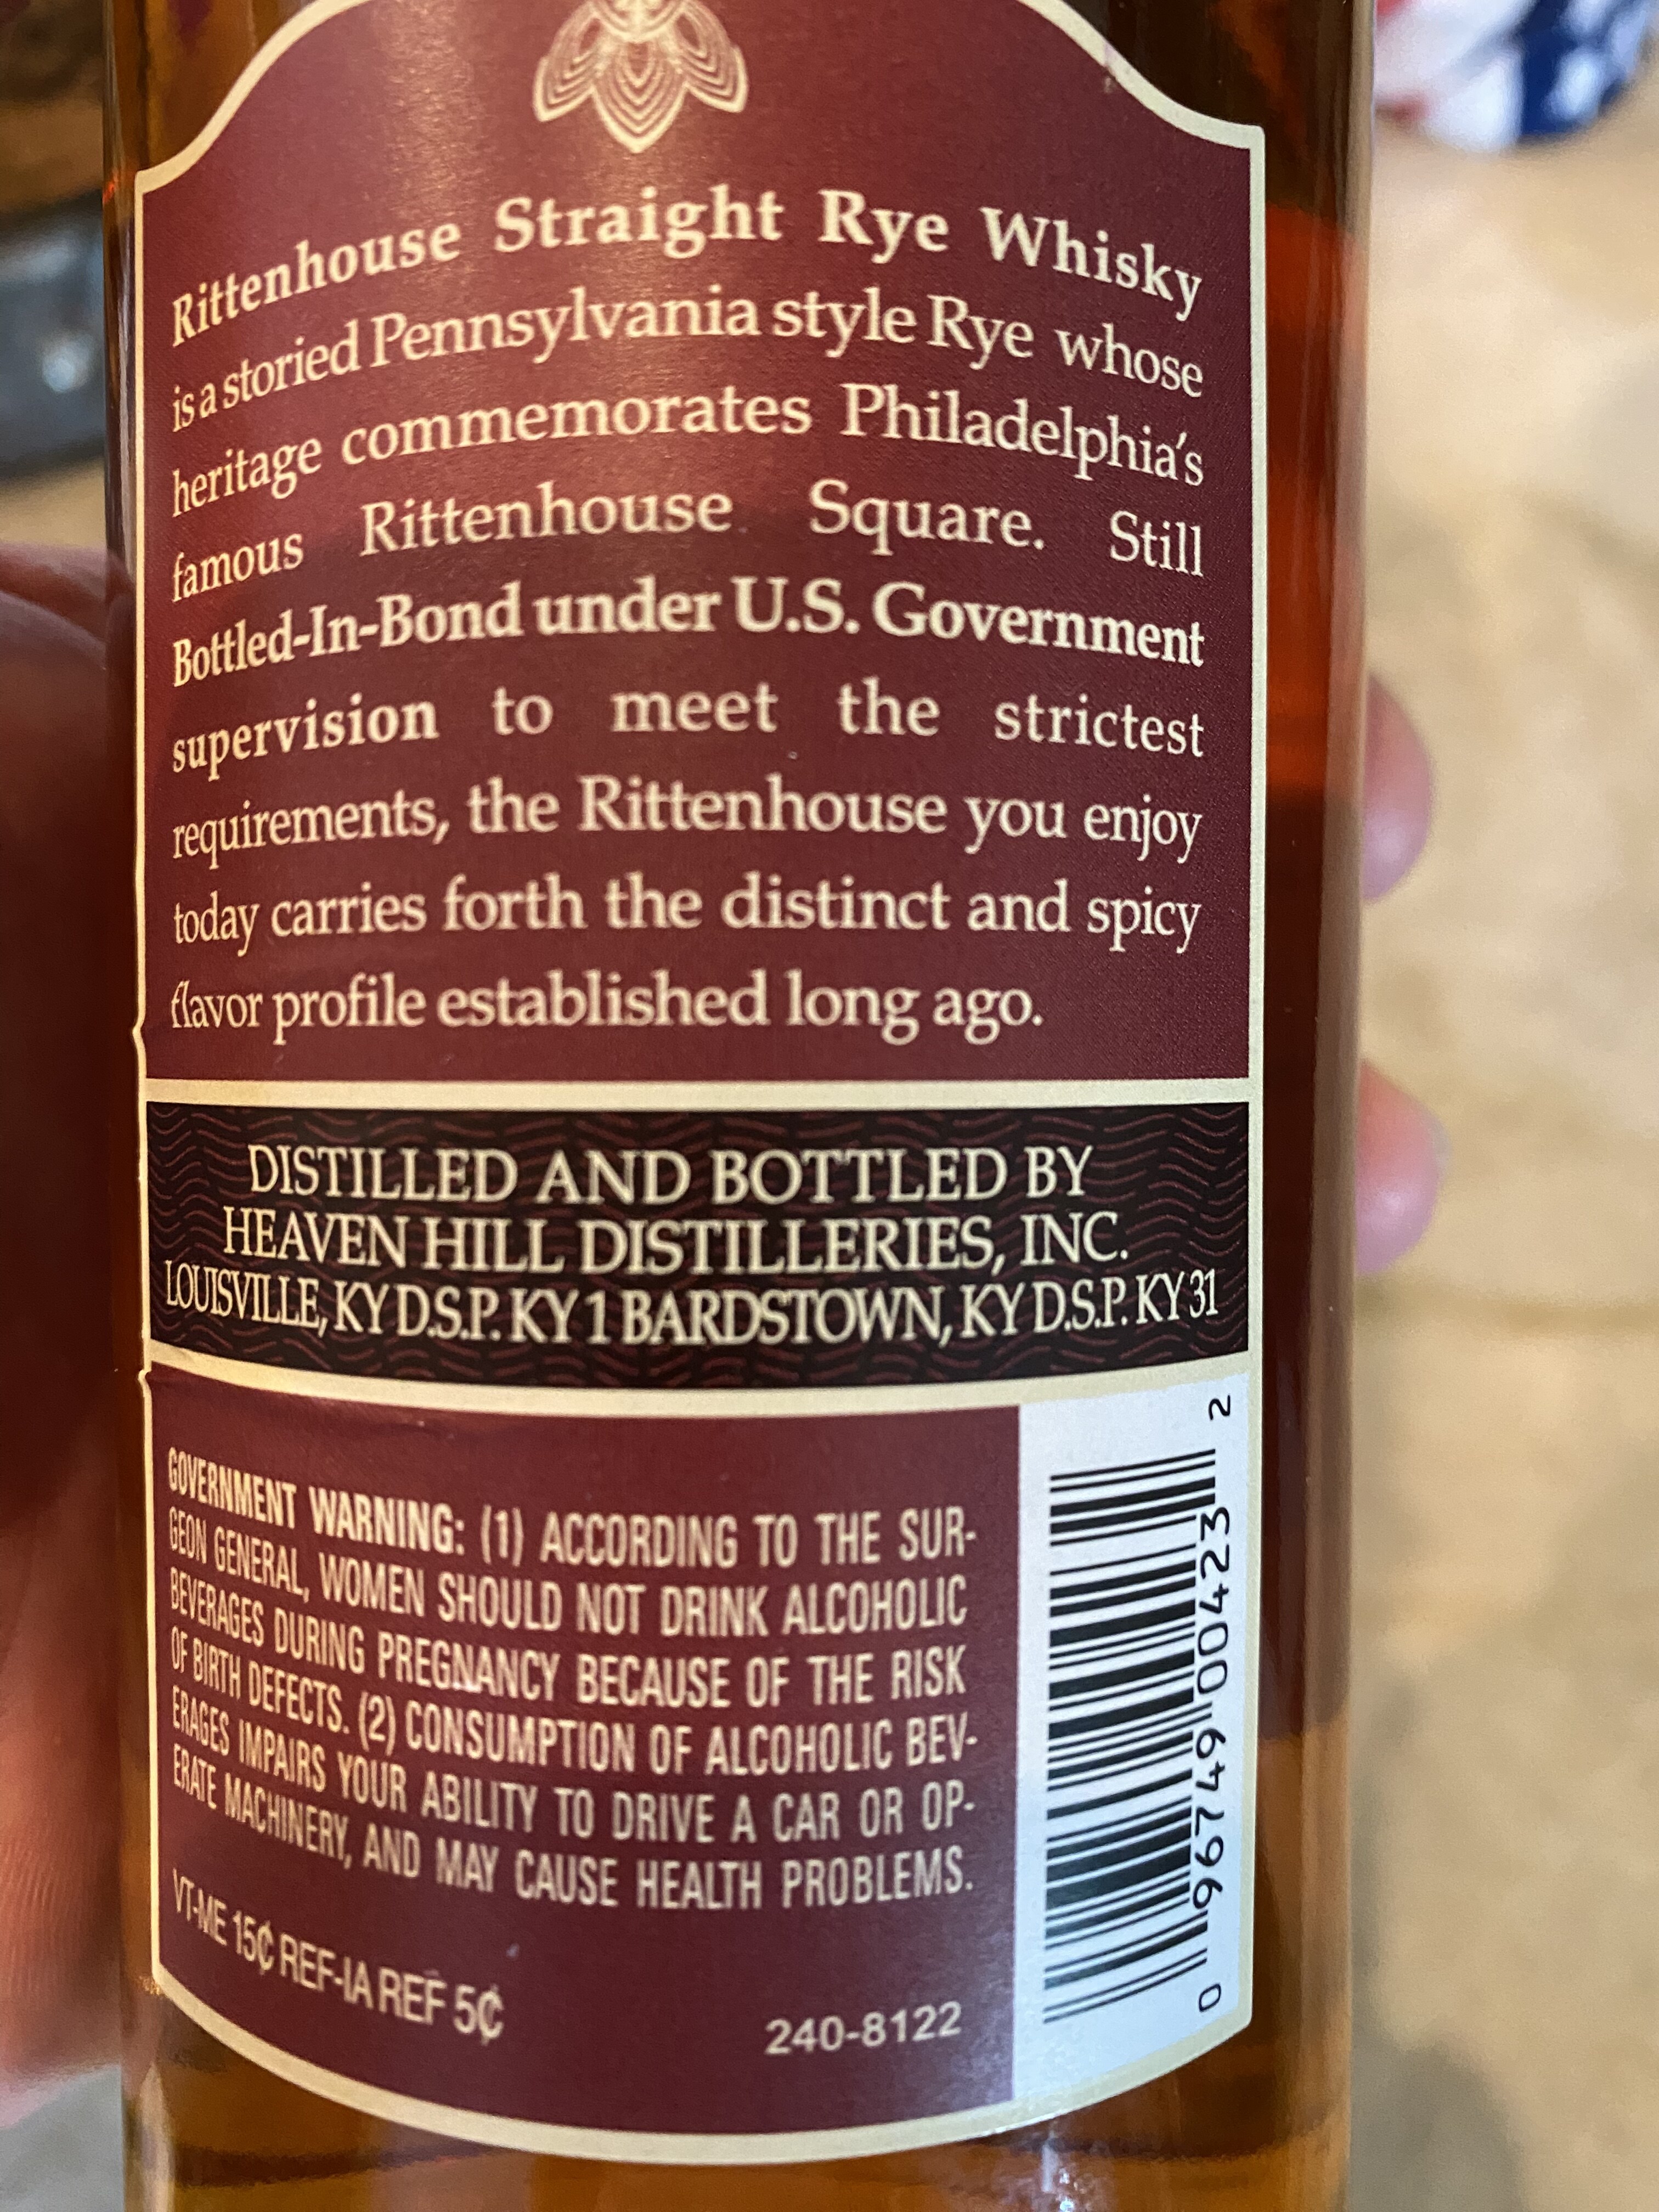 Rittenhouse Straight Rye Whisky
is a storied Pennsylvania style Rye whose
heritage commemorates Philadelphia's
famous Rittenhouse Square. Still
Bottled-In-Bond under U.S. Government
supervision to meet the strictest
requirements, the Rittenhouse you enjoy
today carries forth the distinct and spicy
flavor profile established long ago.
DISTILLED AND BOTTLED BY
HEAVEN HILL DISTILLERIES, INC.
LOUISVILLE, KY D.S.P. KY 1 BARDSTOWN, KY D.S.P. KY 31
GOVERNMENT WARNING: (1) ACCORDING TO THE SUR-
GEON GENERAL, WOMEN SHOULD NOT DRINK ALCOHOLIC
BEVERAGES DURING PREGNANCY BECAUSE OF THE RISK
OF BIRTH DEFECTS. (2) CONSUMPTION OF ALCOHOLIC BEV-
ERAGES IMPAIRS YOUR ABILITY TO DRIVE A CAR OR OP-
ERATE MACHINERY, AND MAY CAUSE HEALTH PROBLEMS.
VT-ME 15¢ REF-IA REF 5¢
240-8122
0 96749 00423 2